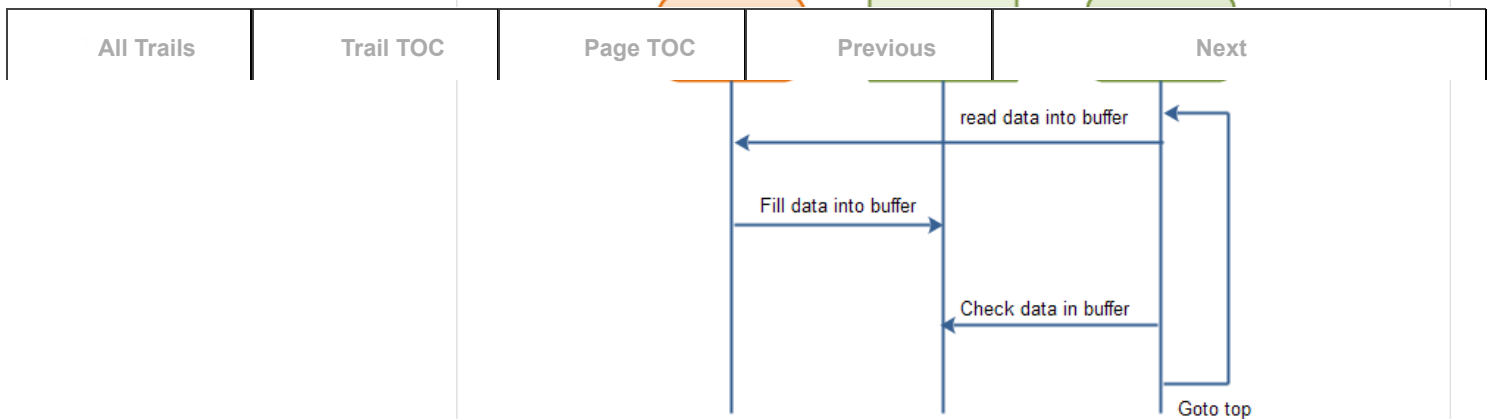 All Trails Trail TOC Page TOC Previous Next
read data into buffer
Fill data into buffer
Check data in buffer
Goto top